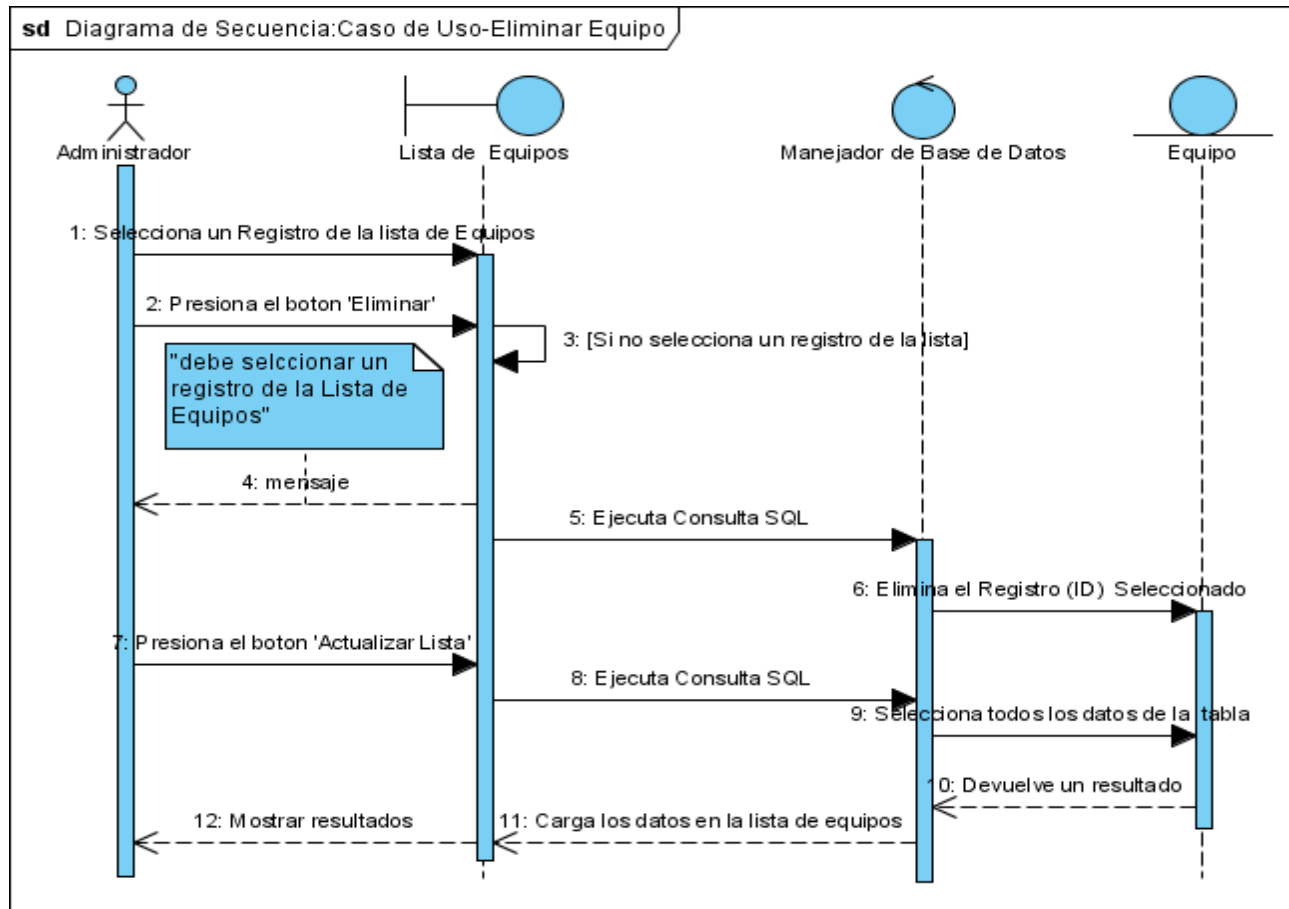 sd Diagrama de Secuencia:Caso de Uso-Eliminar Equipo
Administrador
Lista de Equipos
Manejador de Base de Datos
Equipo
1: Selecciona un Registro de la lista de Equipos
2: Presiona el boton 'Eliminar'
3: [Si no selecciona un registro de la lista]
"debe selccionar un
registro de la Lista de
Equipos"
4: mensaje
5: Ejecuta Consulta SQL
6: Elimina el Registro (ID) Seleccionado
7: Presiona el boton 'Actualizar Lista'
8: Ejecuta Consulta SQL
9: Selecciona todos los datos de la tabla
10: Devuelve un resultado
11: Carga los datos en la lista de equipos
12: Mostrar resultados